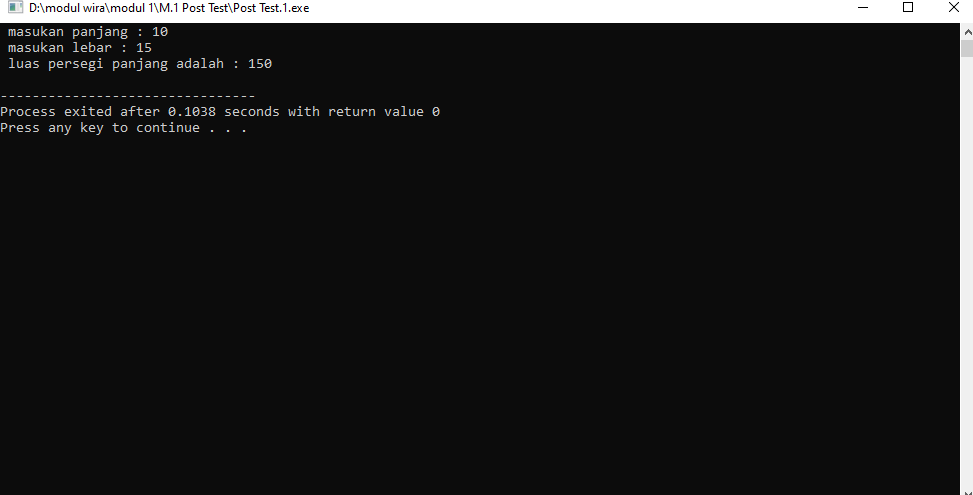 D:\modul wira\modul 1\M.1 Post Test\Post Test.1.exe
masukan panjang : 10
masukan lebar : 15
luas persegi panjang adalah : 150
--------------------------------
Process exited after 0.1038 seconds with return value 0
Press any key to continue . . .